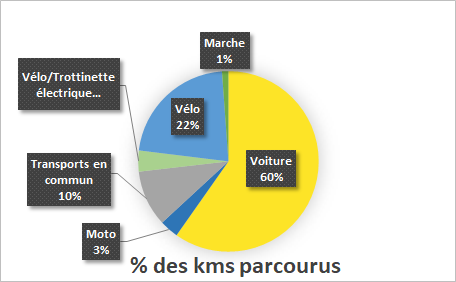 Marche
1%
Vélo/Trottinette
électrique...
Vélo
22%
Voiture
60%
Transports en
commun
10%
Moto
3%
% des kms parcourus